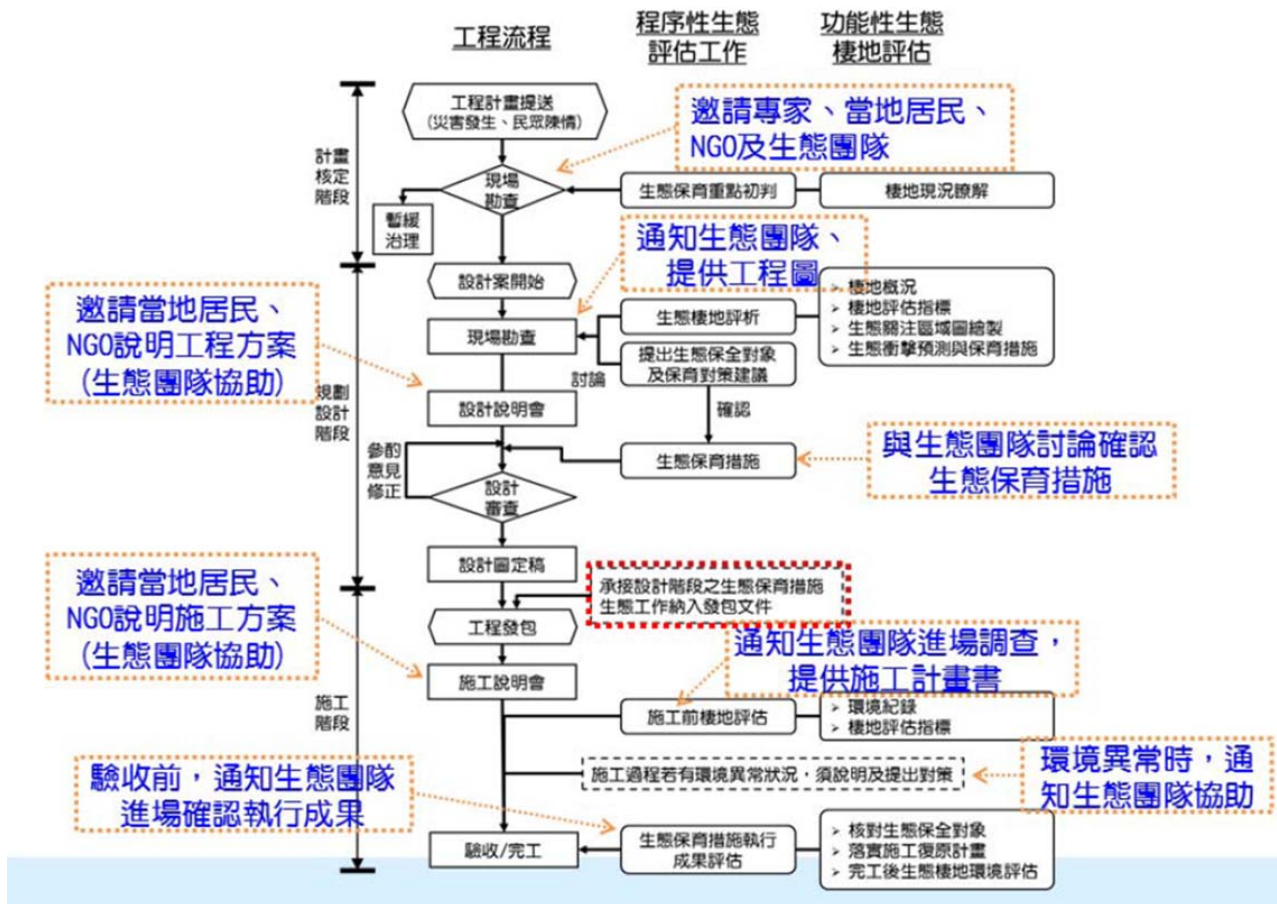 工程流程
程序性生態
評估工作
功能性生態
棲地評估
工程計畫提送
(災害發生、民眾陳情)
邀請專家、當地居民、
NGO及生態團隊
計畫
核定
階段
現場
勘查
生態保育重點初判
棲地現況瞭解
暫緩
治理
通知生態團隊、
提供工程圖
設計案開始
邀請當地居民、
NGO說明工程方案
(生態團隊協助)
現場勘查
生態棲地評析
➢ 棲地概況
➢ 棲地評估指標
➢ 生態關注區域圖繪製
➢ 生態衝擊預測與保育措施
提出生態保全對象
及保育對策建議
討論
規劃
設計
階段
設計說明會
確認
參酌
意見
修正
生態保育措施
與生態團隊討論確認
生態保育措施
設計
審查
設計圖定稿
邀請當地居民、
NGO說明施工方案
(生態團隊協助)
承接設計階段之生態保育措施
生態工作納入發包文件
工程發包
通知生態團隊進場調查，
提供施工計畫書
施工說明會
施工
階段
施工前棲地評估
➢ 環境紀錄
➢ 棲地評估指標
施工過程若有環境異常狀況，須說明及提出對策
環境異常時，通
知生態團隊協助
驗收前，通知生態團隊
進場確認執行成果
驗收/完工
生態保育措施執行
成果評估
➢ 核對生態保全對象
➢ 落實施工復原計畫
➢ 完工後生態棲地環境評估